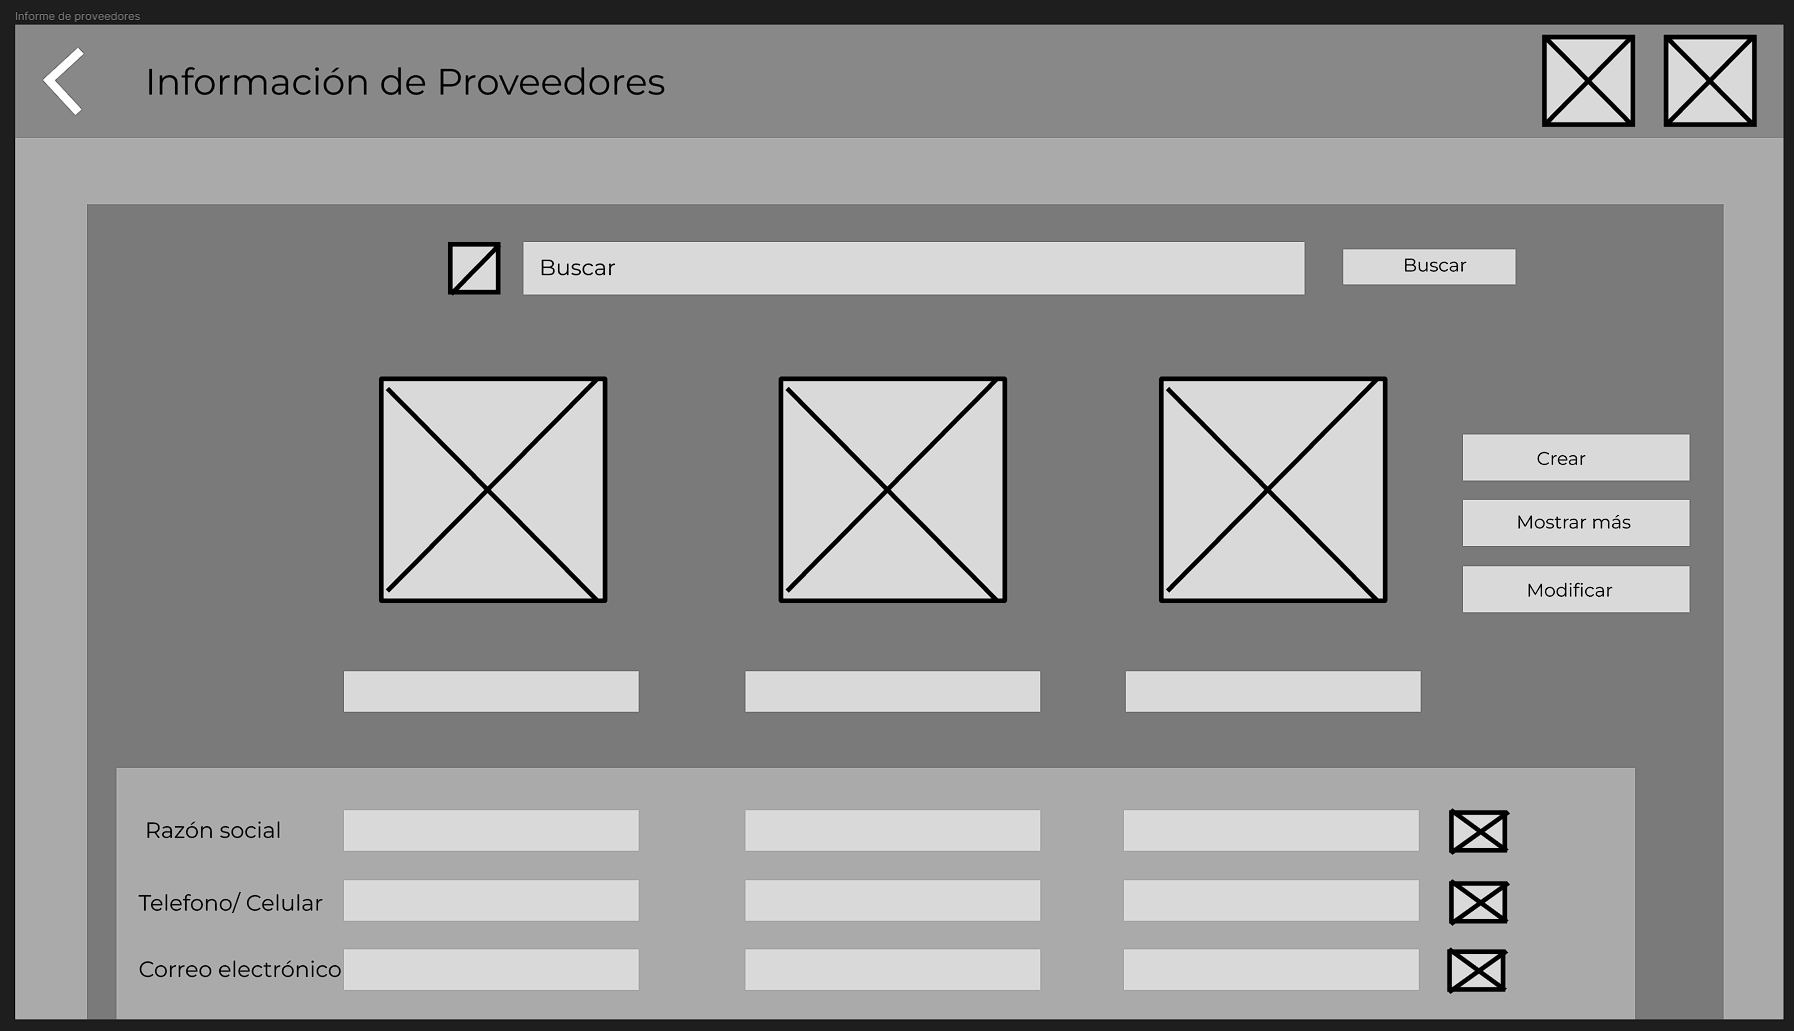 Informe de proveedores
Información de Proveedores
Buscar
Buscar
Crear
Mostrar más
Modificar
Razón social
Telefono/ Celular
Correo electrónico